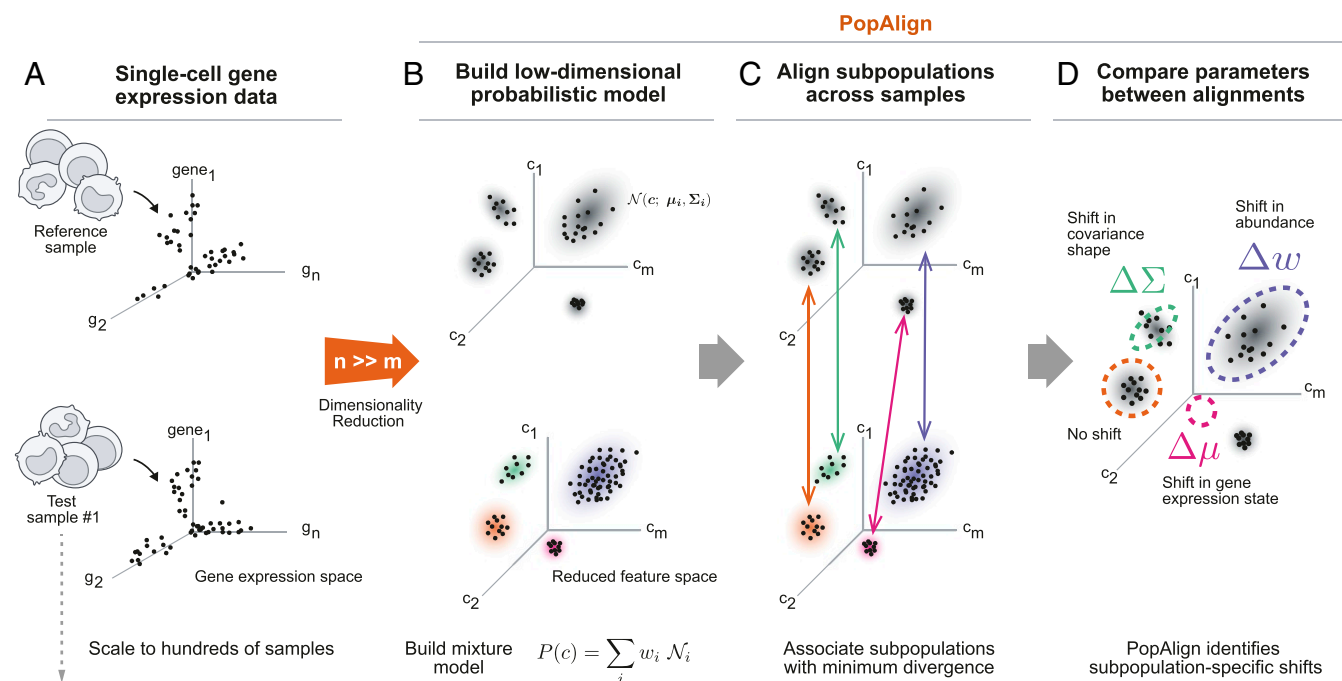 PopAlign
A
Single-cell gene
expression data
B
Build low-dimensional
probabilistic model
C
Align subpopulations
across samples
D
Compare parameters
between alignments
gene1
Reference
sample
gn
g2
n >> m
Dimensionality
Reduction
gene1
Test
sample #1
gn
g2
Gene expression space
Scale to hundreds of samples
c1
𝒩(c; μi, Σi)
cm
c2
c1
cm
c2
Reduced feature space
Build mixture
model
P(c) = ∑i wi 𝒩i
c1
cm
c2
c1
cm
c2
Associate subpopulations
with minimum divergence
Shift in
covariance
shape
ΔΣ
Shift in
abundance
Δw
c1
cm
No shift
Δμ
c2
Shift in gene
expression state
PopAlign identifies
subpopulation-specific shifts